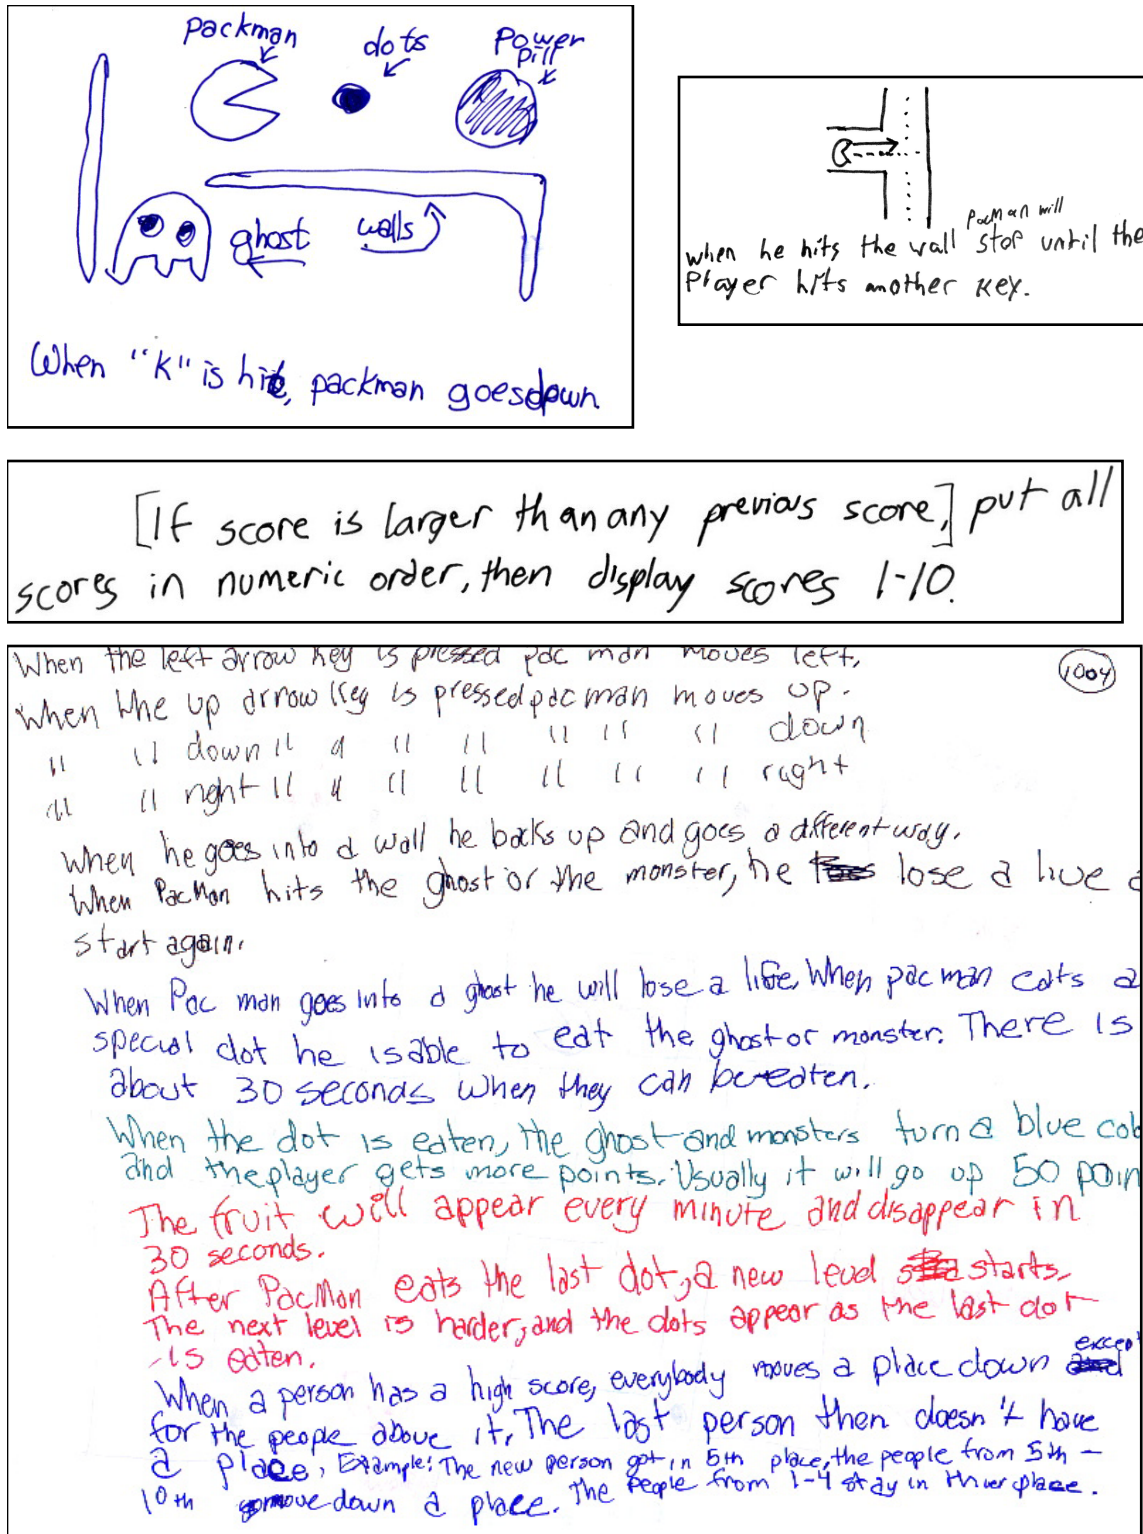 packman
dots
Power
pill
ghost
walls
When "K" is hit, packman goes down
Pacman will
when he hits the wall stop until the
Player hits another key.
[If score is larger than any previous score,] put all
scores in numeric order, then display scores 1-10.
When the left arrow key is pressed pac man moves left.
1004
When the up arrow key is pressed pac man moves up.
" " down " " " " " " " down
" " right " " " " " " " right
When he goes into a wall he backs up and goes a different way.
When PacMan hits the ghost or the monster, he lose a live a
start again.
When Pac man goes into a ghost he will lose a life. When pac man eats a
special dot he is able to eat the ghost or monster. There is
about 30 seconds when they can be eaten.
When the dot is eaten, the ghost and monsters turn a blue col
and the player gets more points. Usually it will go up 50 poin
The fruit will appear every minute and disappear in
30 seconds.
After PacMan eats the last dot, a new level starts.
The next level is harder, and the dots appear as the last dot
is eaten.
When a person has a high score, everybody moves a place down except
for the people above it. The last person then doesn't have
a place, Example: The new person got in 5th place, the people from 5th -
10th move down a place. The people from 1-4 stay in thier place.